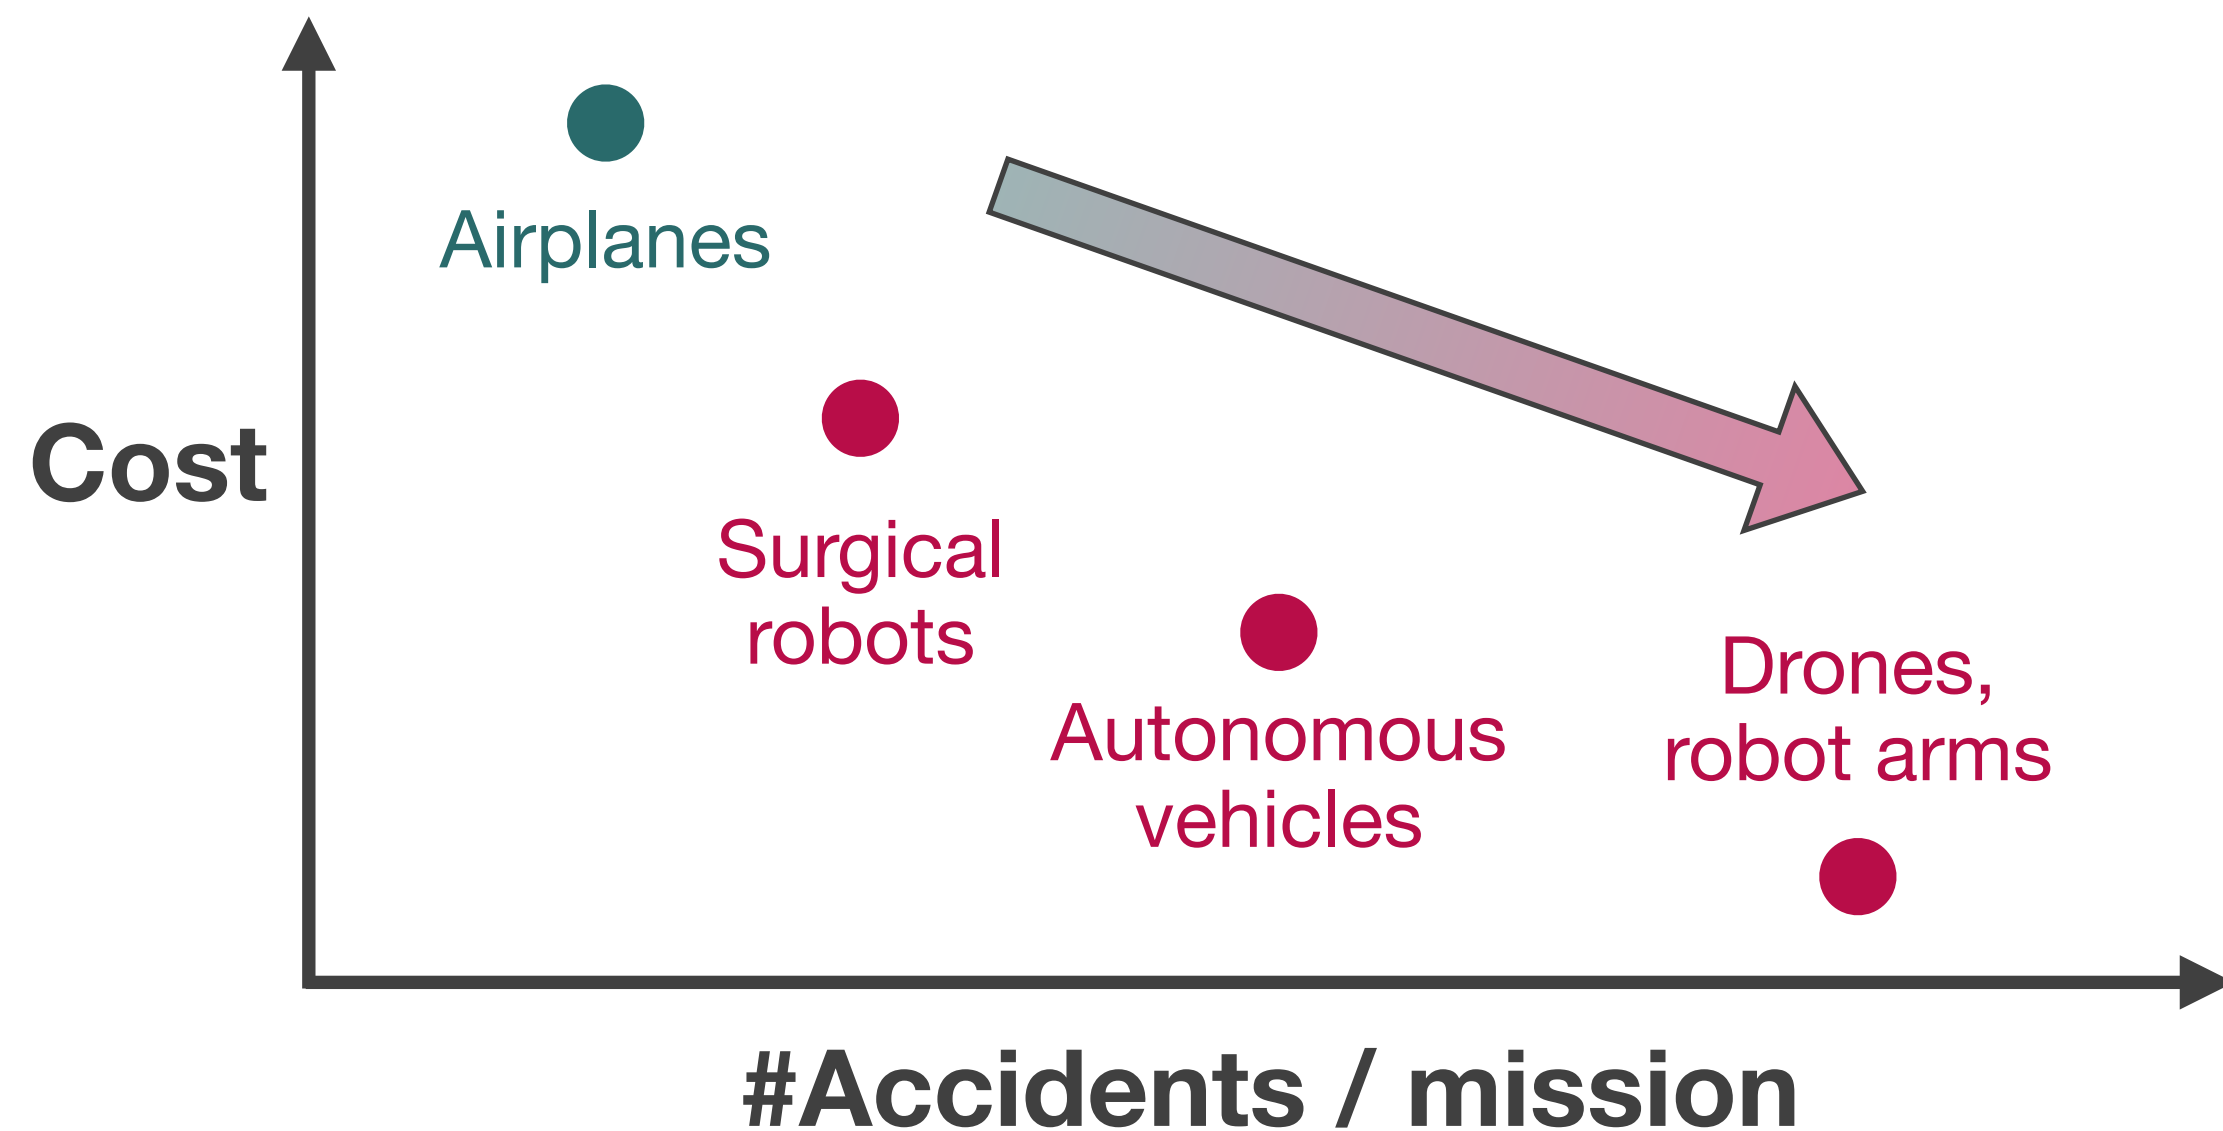 Airplanes
Cost
Surgical
robots
Autonomous
vehicles
Drones,
robot arms
#Accidents / mission